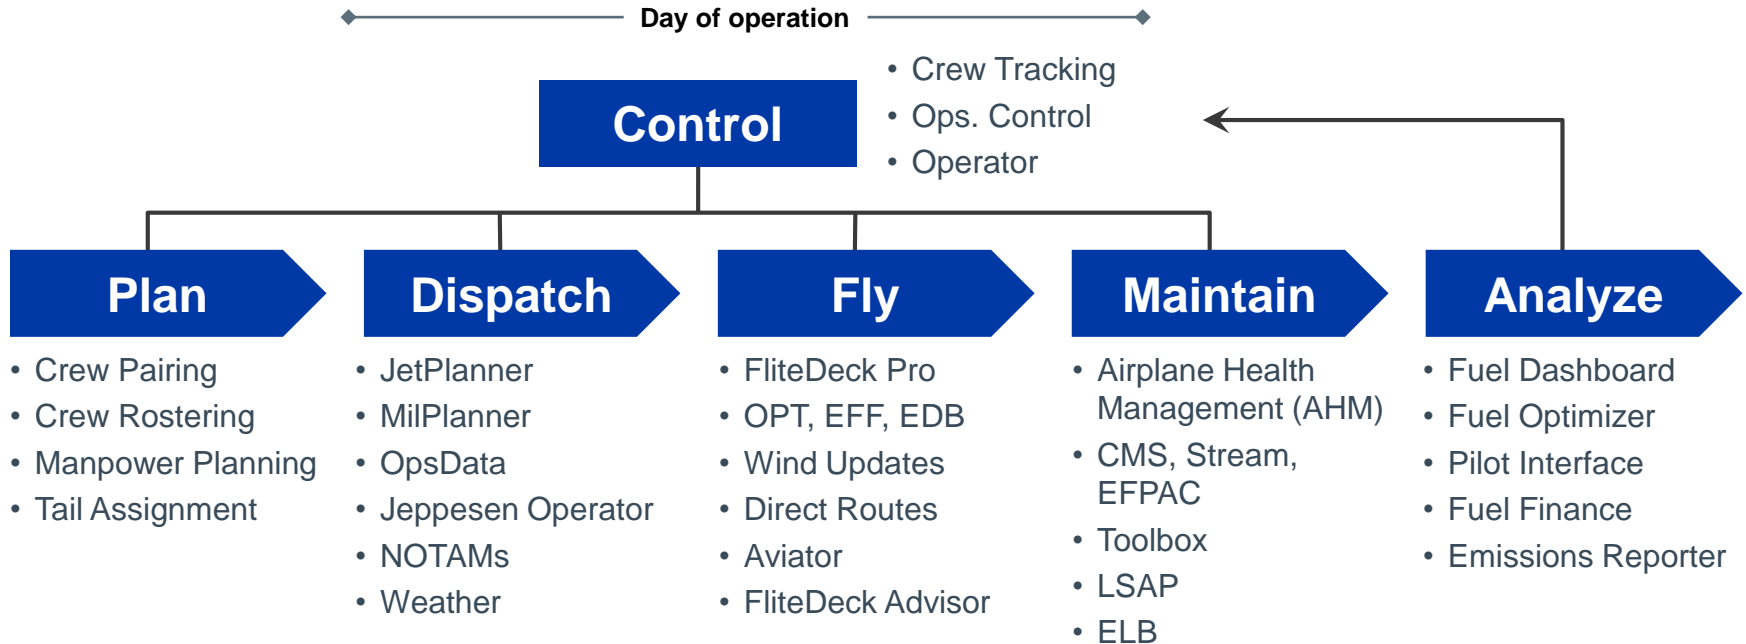 Day of operation
Control
• Crew Tracking
• Ops. Control
• Operator
Plan
• Crew Pairing
• Crew Rostering
• Manpower Planning
• Tail Assignment
Dispatch
• JetPlanner
• MilPlanner
• OpsData
• Jeppesen Operator
• NOTAMs
• Weather
Fly
• FliteDeck Pro
• OPT, EFF, EDB
• Wind Updates
• Direct Routes
• Aviator
• FliteDeck Advisor
Maintain
• Airplane Health
Management (AHM)
• CMS, Stream,
EFPAC
• Toolbox
• LSAP
• ELB
Analyze
• Fuel Dashboard
• Fuel Optimizer
• Pilot Interface
• Fuel Finance
• Emissions Reporter